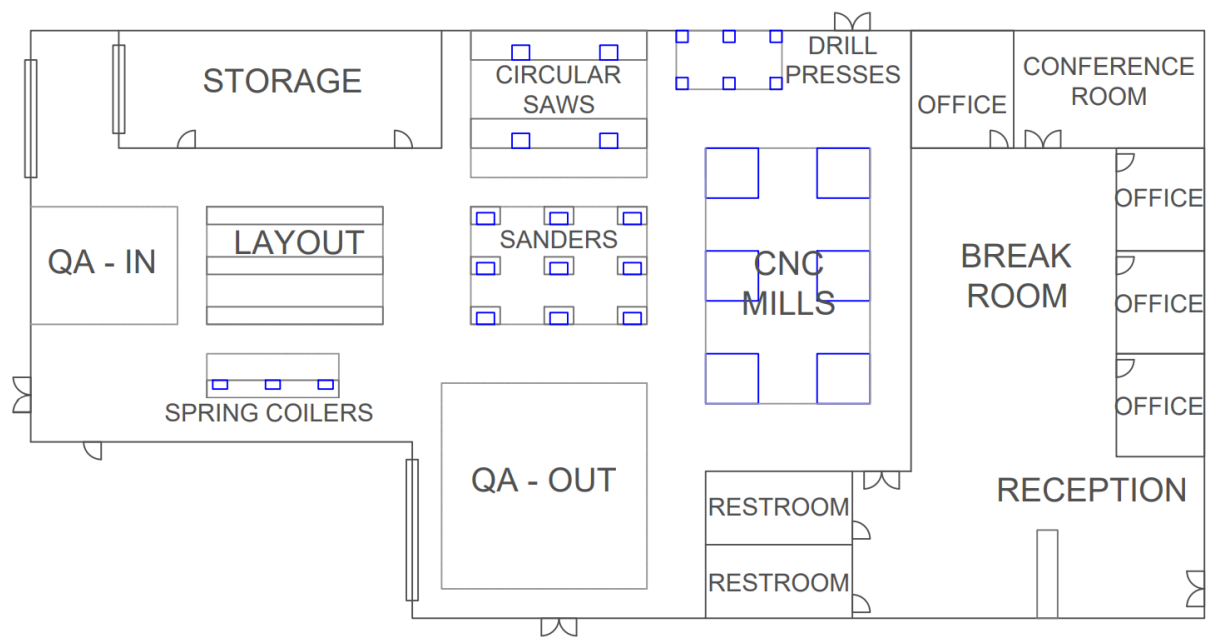 STORAGE
CIRCULAR
SAWS
DRILL
PRESSES
OFFICE
CONFERENCE
ROOM
QA - IN
LAYOUT
SANDERS
CNC
MILLS
BREAK
ROOM
OFFICE
OFFICE
OFFICE
SPRING COILERS
QA - OUT
RESTROOM
RESTROOM
RECEPTION